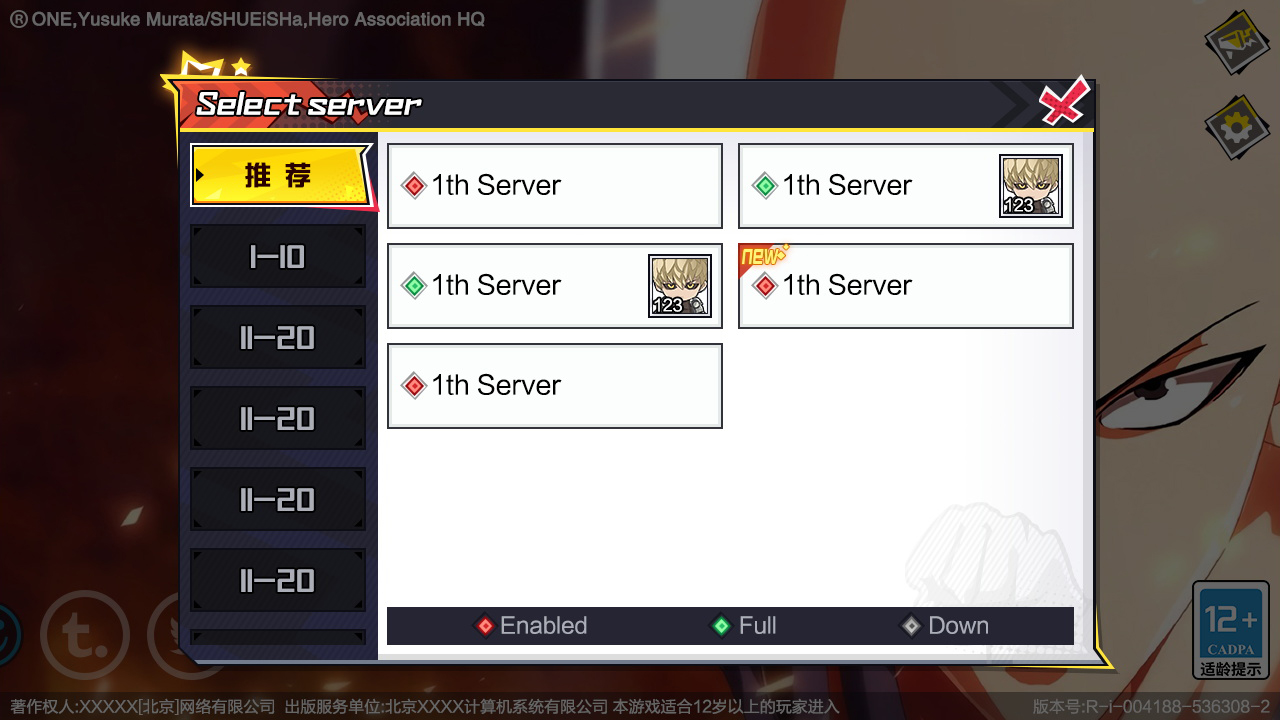 ® ONE,Yusuke Murata/SHUEiSHa,Hero Association HQ
Select server
推荐
1—10
11—20
11—20
11—20
11—20
1th Server
1th Server
123
1th Server
123
new
1th Server
1th Server
Enabled
Full
Down
t.
12+
CADPA
适龄提示
著作权人:XXXXX[北京]网络有限公司 出版服务单位:北京XXXX计算机系统有限公司 本游戏适合12岁以上的玩家进入
版本号:R-i-004188-536308-2